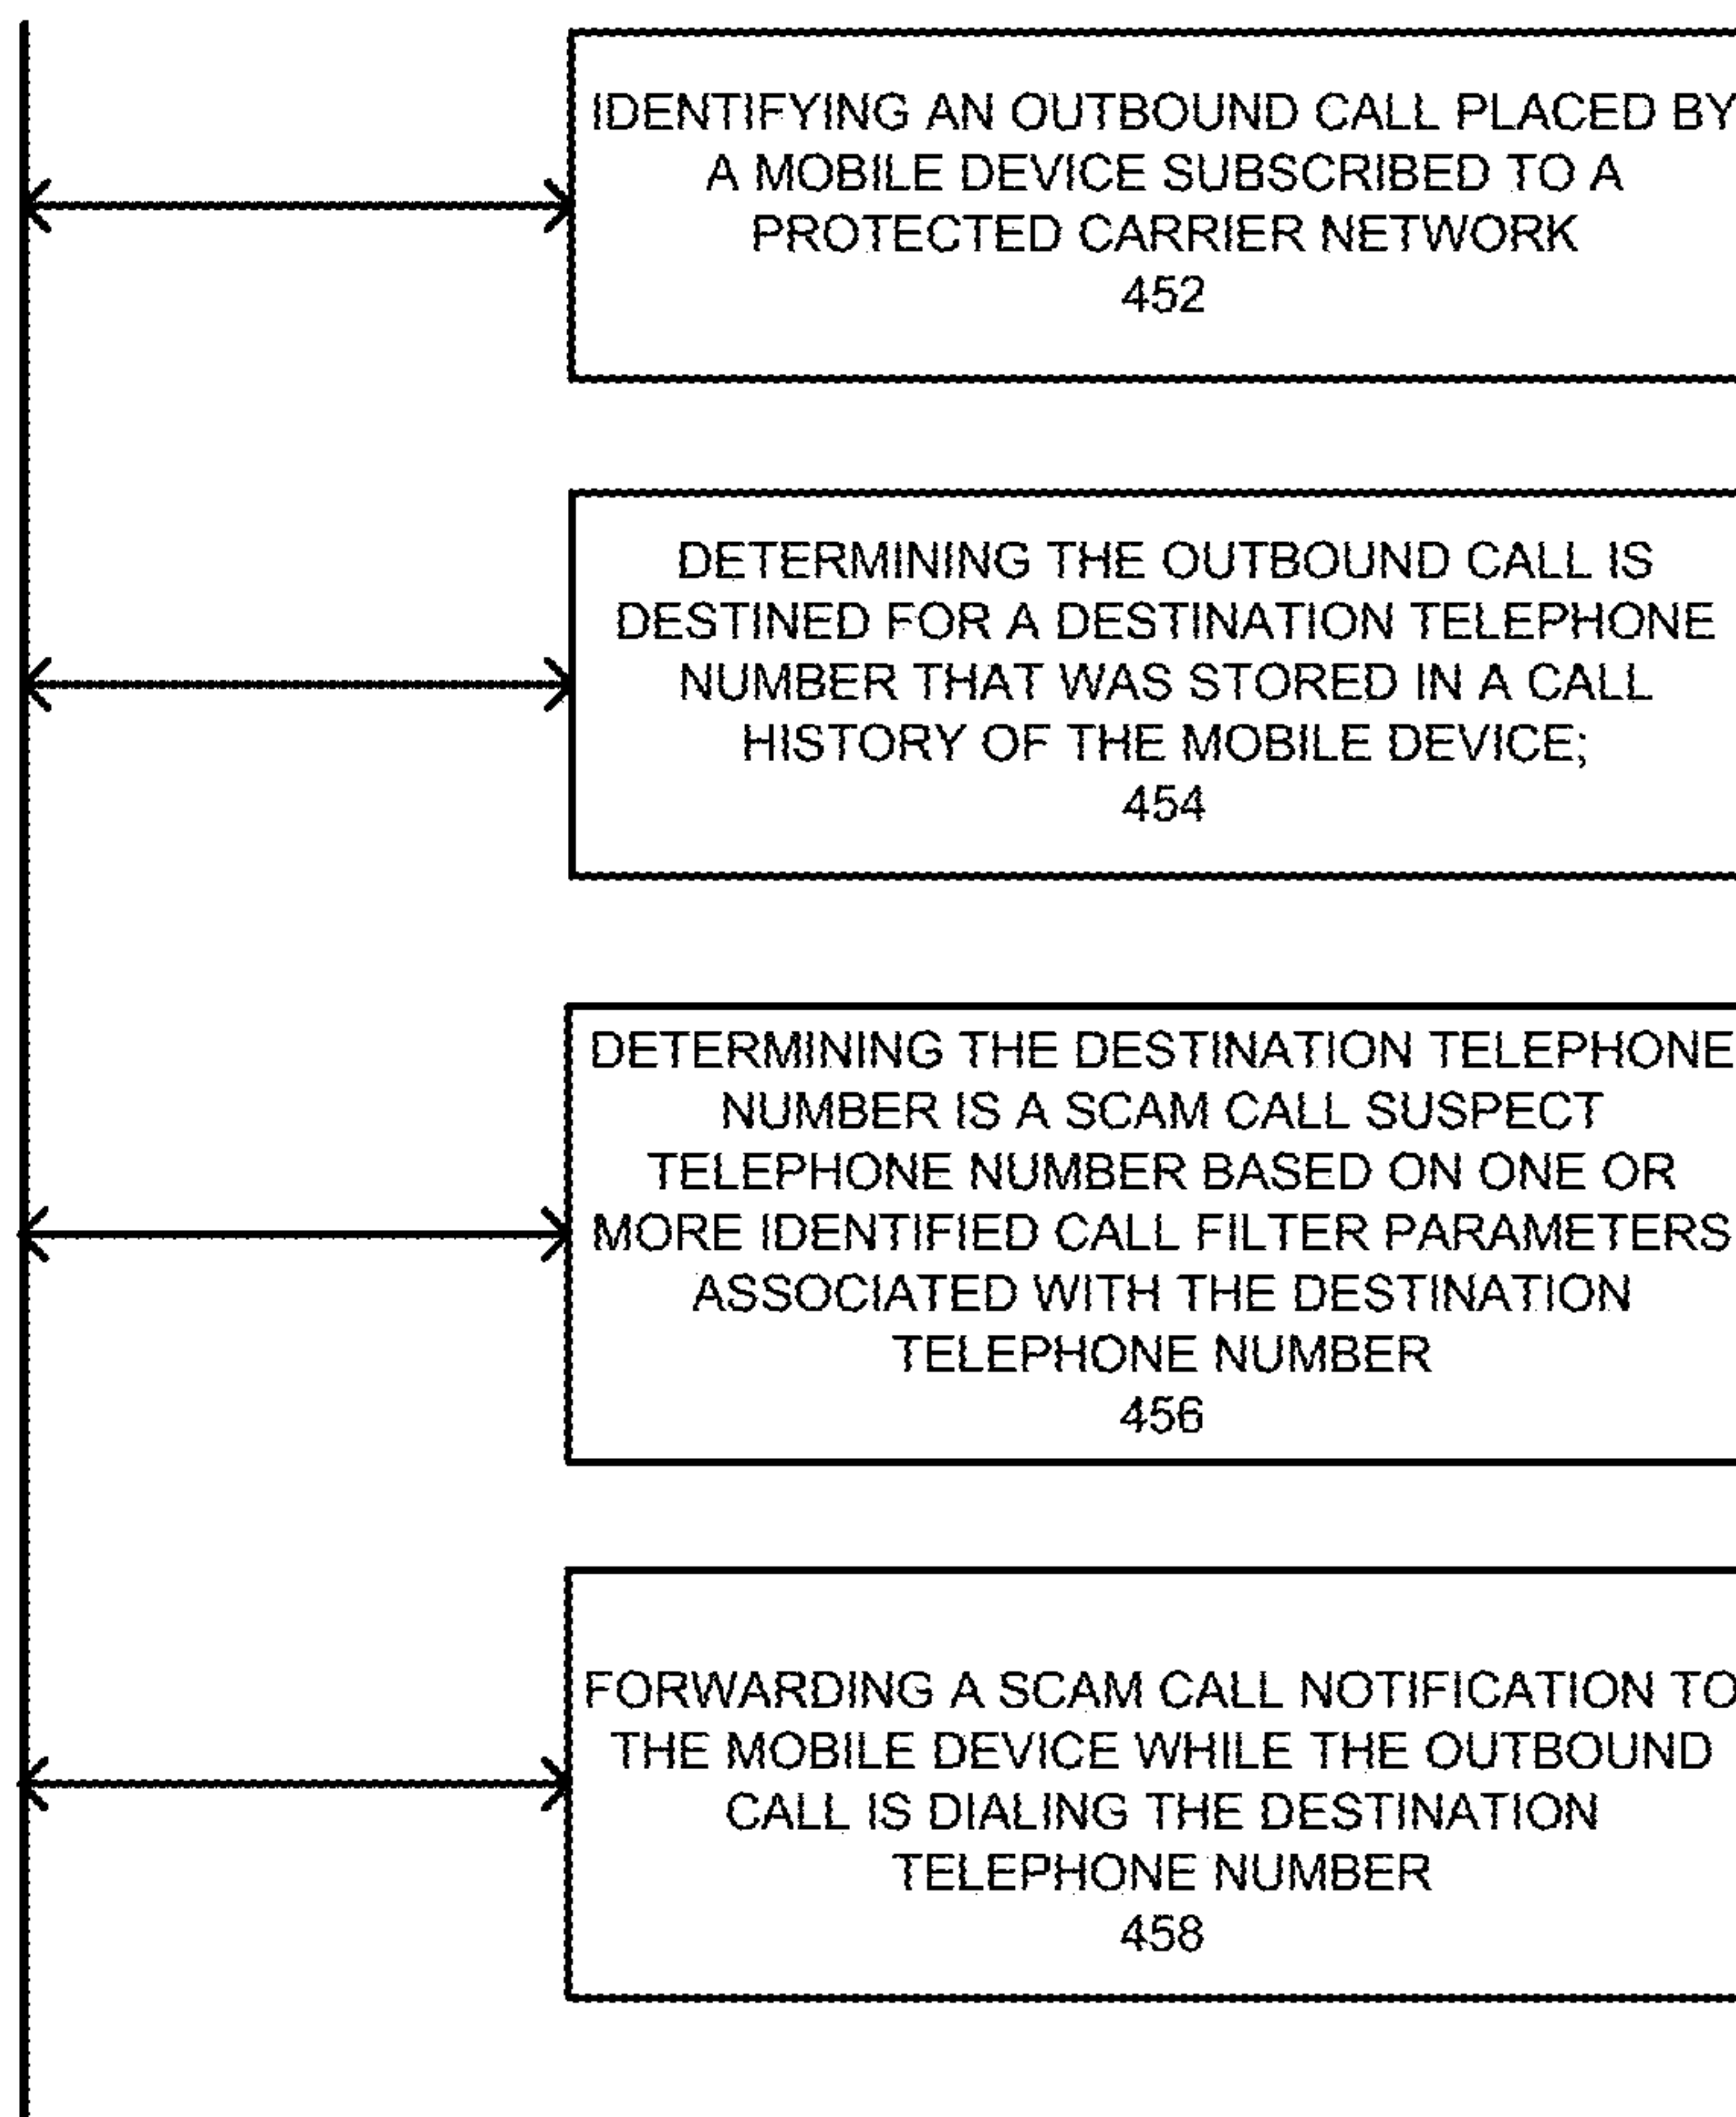 IDENTIFYING AN OUTBOUND CALL PLACED BY
A MOBILE DEVICE SUBSCRIBED TO A
PROTECTED CARRIER NETWORK
452
DETERMINING THE OUTBOUND CALL IS
DESTINED FOR A DESTINATION TELEPHONE
NUMBER THAT WAS STORED IN A CALL
HISTORY OF THE MOBILE DEVICE;
454
DETERMINING THE DESTINATION TELEPHONE
NUMBER IS A SCAM CALL SUSPECT
TELEPHONE NUMBER BASED ON ONE OR
MORE IDENTIFIED CALL FILTER PARAMETERS
ASSOCIATED WITH THE DESTINATION
TELEPHONE NUMBER
456
FORWARDING A SCAM CALL NOTIFICATION TO
THE MOBILE DEVICE WHILE THE OUTBOUND
CALL IS DIALING THE DESTINATION
TELEPHONE NUMBER
458